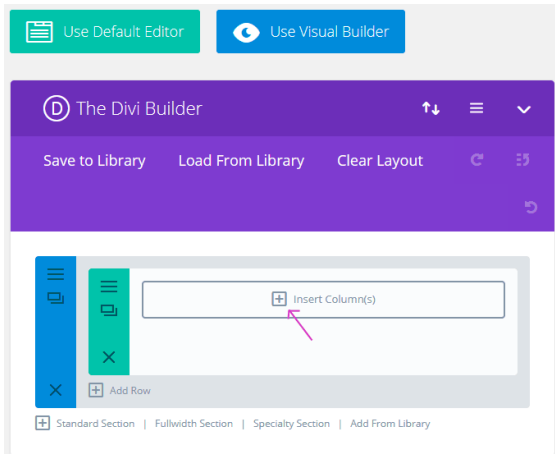 Use Default Editor Use Visual Builder
D The Divi Builder
Save to Library Load From Library Clear Layout
Insert Column(s)
Add Row
Standard Section | Fullwidth Section | Specialty Section | Add From Library